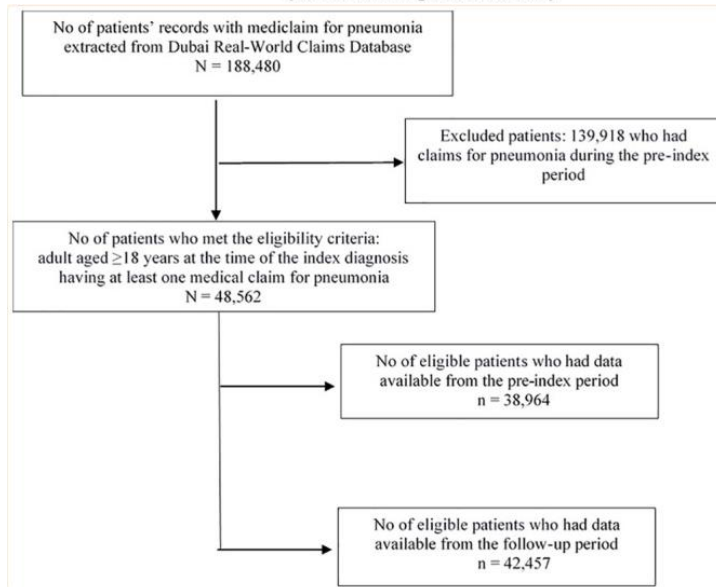 No of patients' records with mediclaim for pneumonia
extracted from Dubai Real-World Claims Database
N = 188,480
Excluded patients: 139,918 who had
claims for pneumonia during the pre-index
period
No of patients who met the eligibility criteria:
adult aged ≥18 years at the time of the index diagnosis
having at least one medical claim for pneumonia
N = 48,562
No of eligible patients who had data
available from the pre-index period
n = 38,964
No of eligible patients who had data
available from the follow-up period
n = 42,457